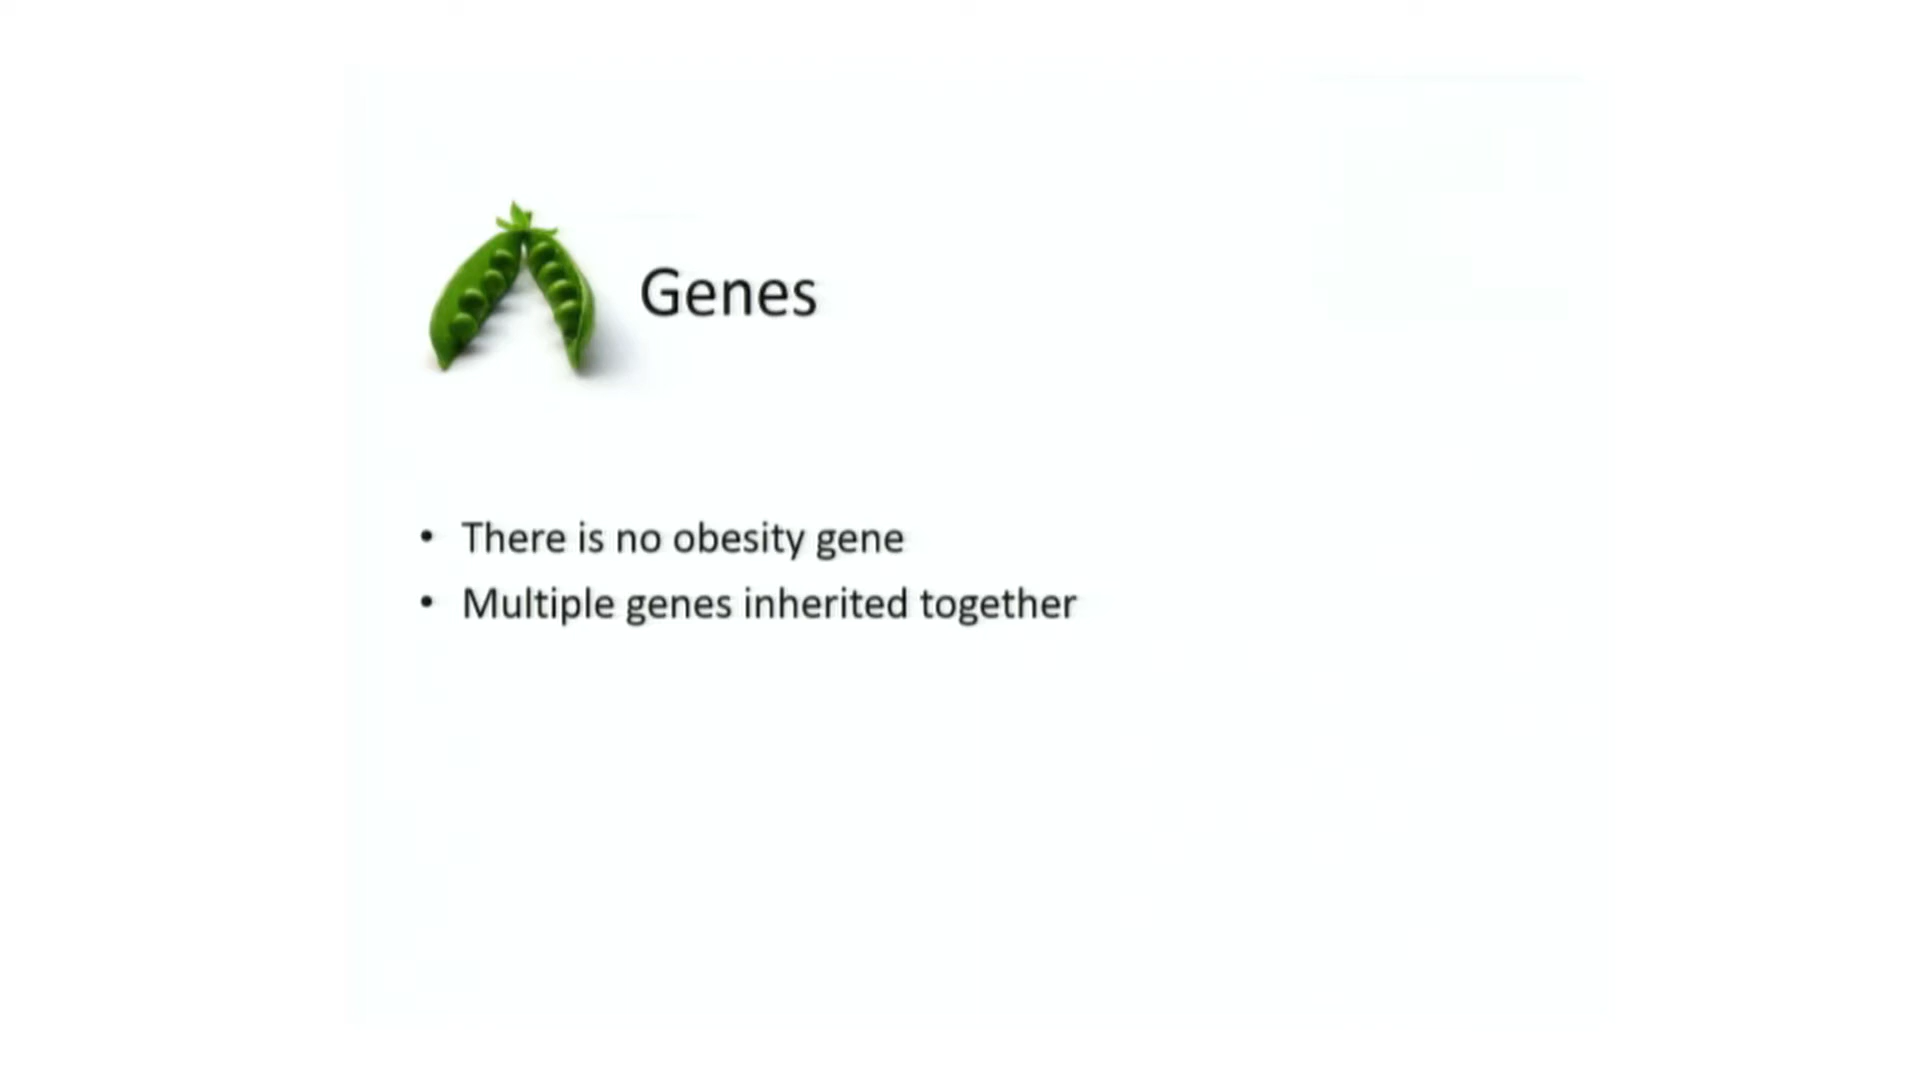 Genes
• There is no obesity gene
• Multiple genes inherited together